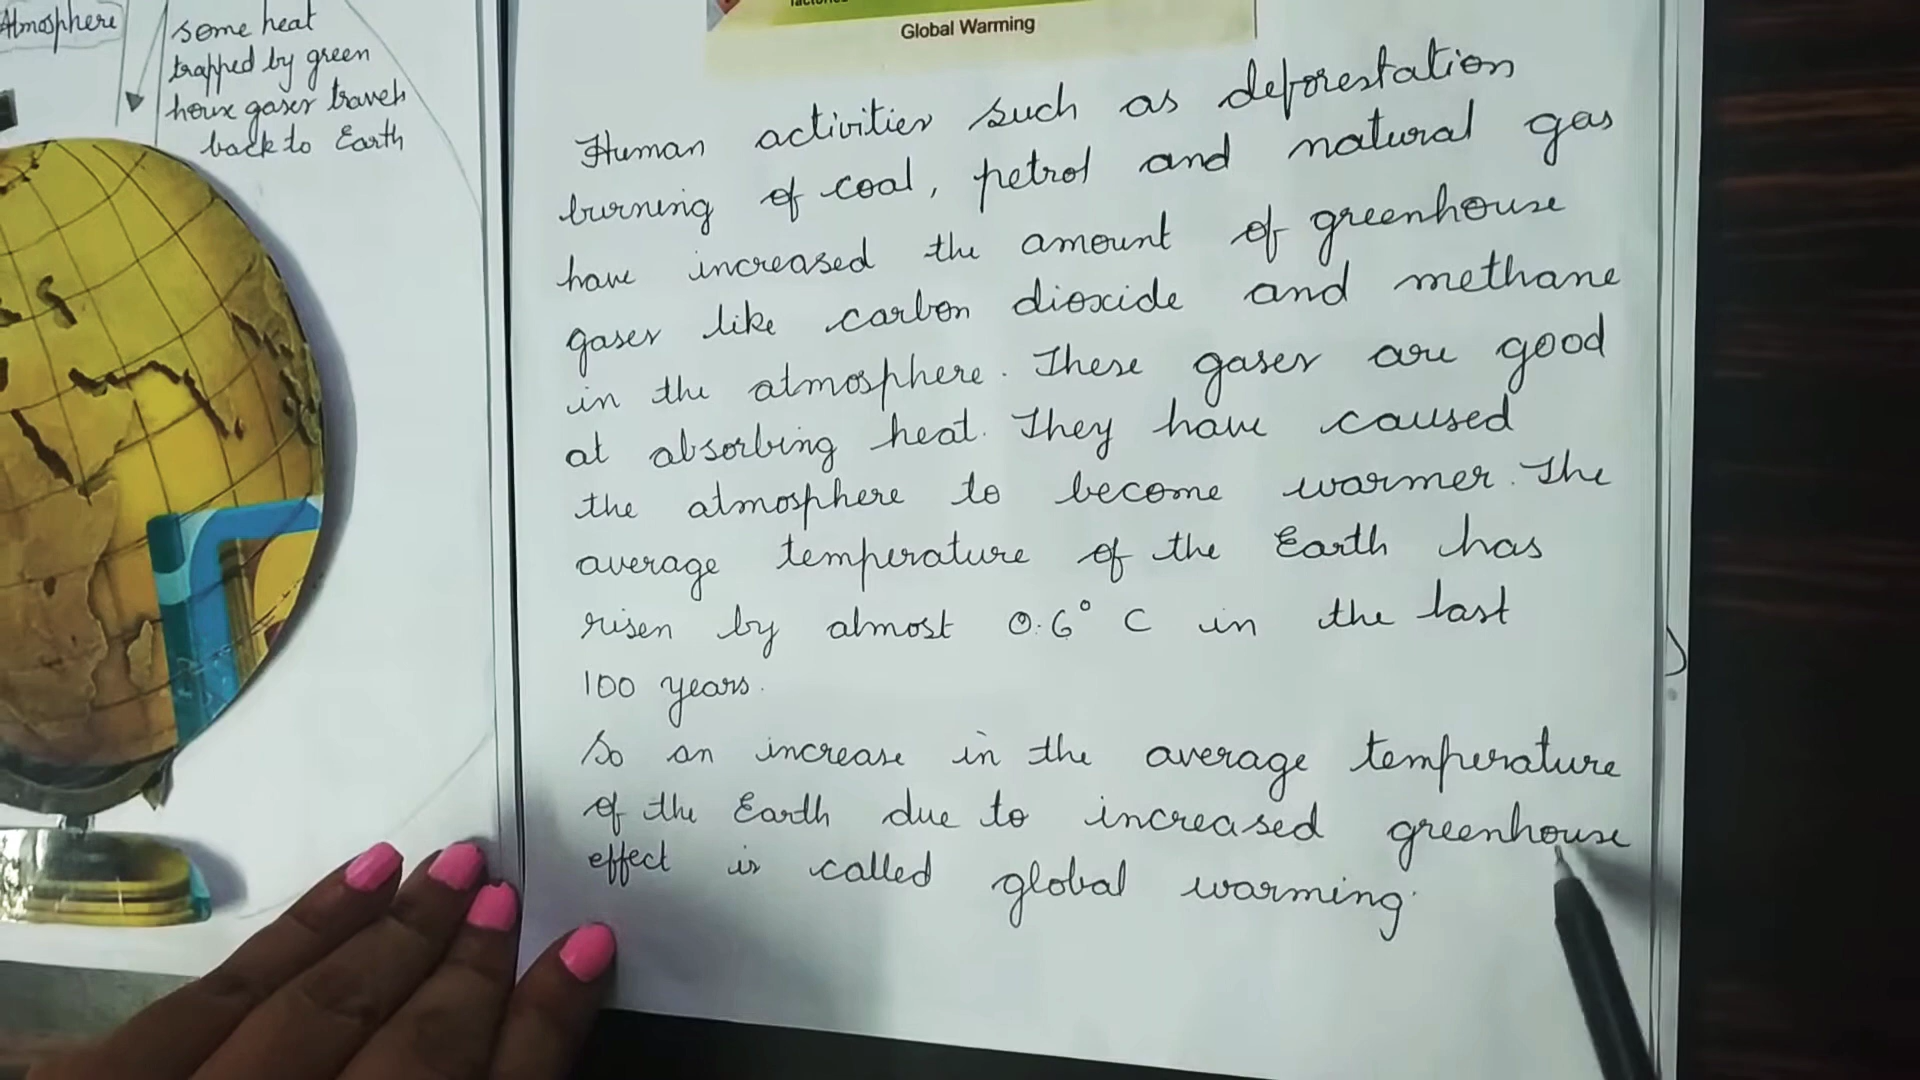 Atmosphere
some heat
trapped by green
house gases travels
back to Earth
factories
Global Warming
Human activities such as deforestation
burning of coal, petrol and natural gas
have increased the amount of greenhouse
gases like carbon dioxide and methane
in the atmosphere. These gases are good
at absorbing heat. They have caused
the atmosphere to become warmer. The
average temperature of the Earth has
risen by almost 0.6° C in the last
100 years.
So an increase in the average temperature
of the Earth due to increased greenhouse
effect is called global warming.